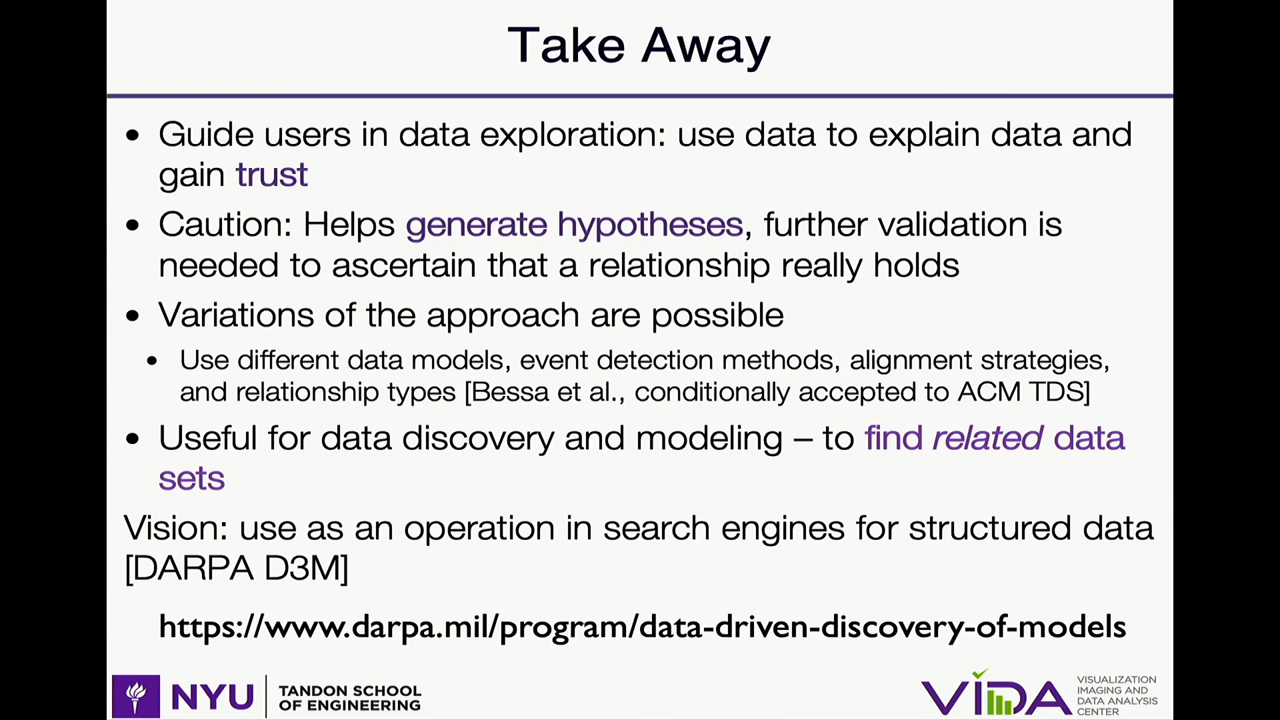 Take Away
• Guide users in data exploration: use data to explain data and
gain trust
• Caution: Helps generate hypotheses, further validation is
needed to ascertain that a relationship really holds
• Variations of the approach are possible
• Use different data models, event detection methods, alignment strategies,
and relationship types [Bessa et al., conditionally accepted to ACM TDS]
• Useful for data discovery and modeling – to find related data
sets
Vision: use as an operation in search engines for structured data
[DARPA D3M]
https://www.darpa.mil/program/data-driven-discovery-of-models
NYU
TANDON SCHOOL
OF ENGINEERING
VIDA
VISUALIZATION
IMAGING AND
DATA ANALYSIS
CENTER